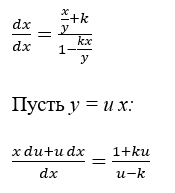 dx/dx = (x/y + k)/(1 − kx/y)
Пусть y = u x:
(x du + u dx)/dx = (1 + ku)/(u − k)